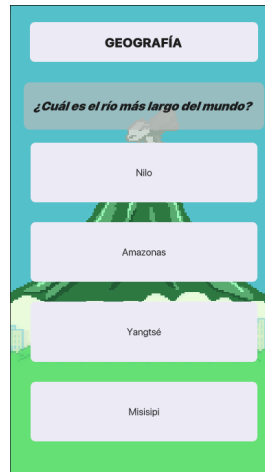 GEOGRAFÍA
¿Cuál es el río más largo del mundo?
Nilo
Amazonas
Yangtsé
Misisipi